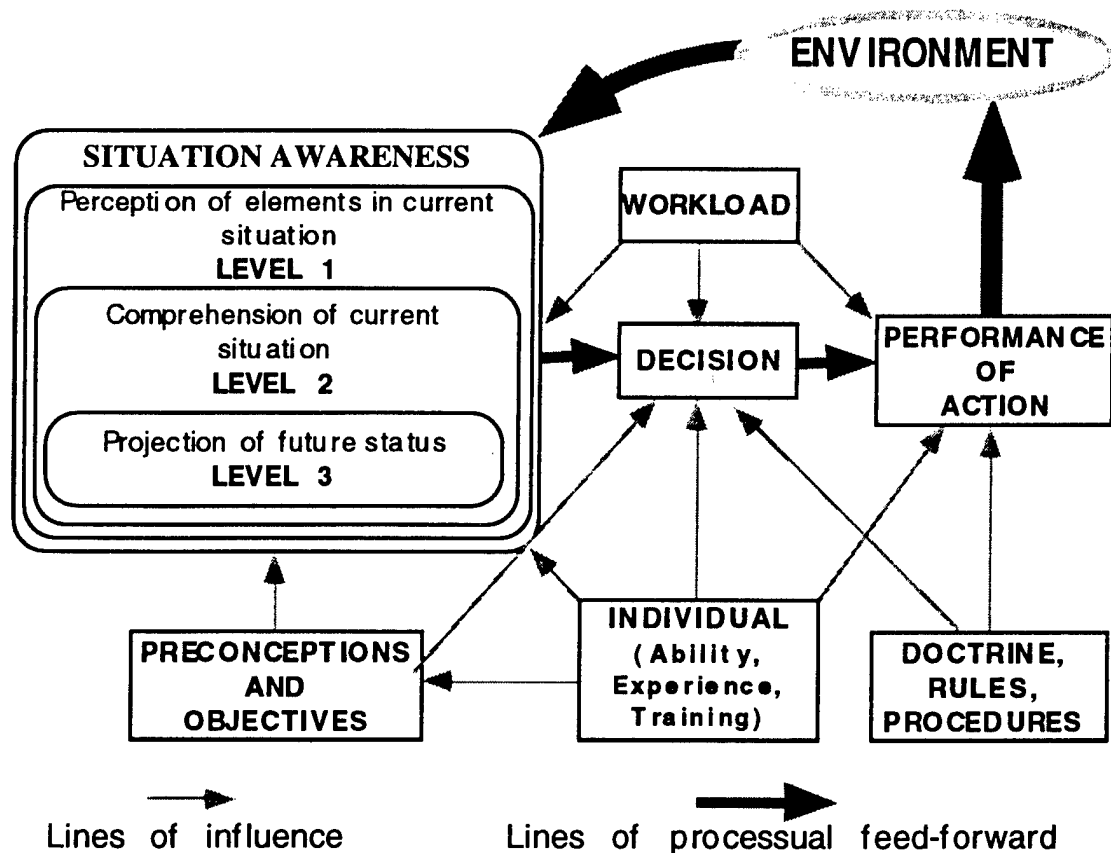 ENVIRONMENT
SITUATION AWARENESS
Perception of elements in current
situation
LEVEL 1
Comprehension of current
situation
LEVEL 2
Projection of future status
LEVEL 3
WORKLOAD
DECISION
PERFORMANCE
OF
ACTION
PRECONCEPTIONS
AND
OBJECTIVES
INDIVIDUAL
(Ability,
Experience,
Training)
DOCTRINE,
RULES,
PROCEDURES
Lines of influence
Lines of processual feed-forward